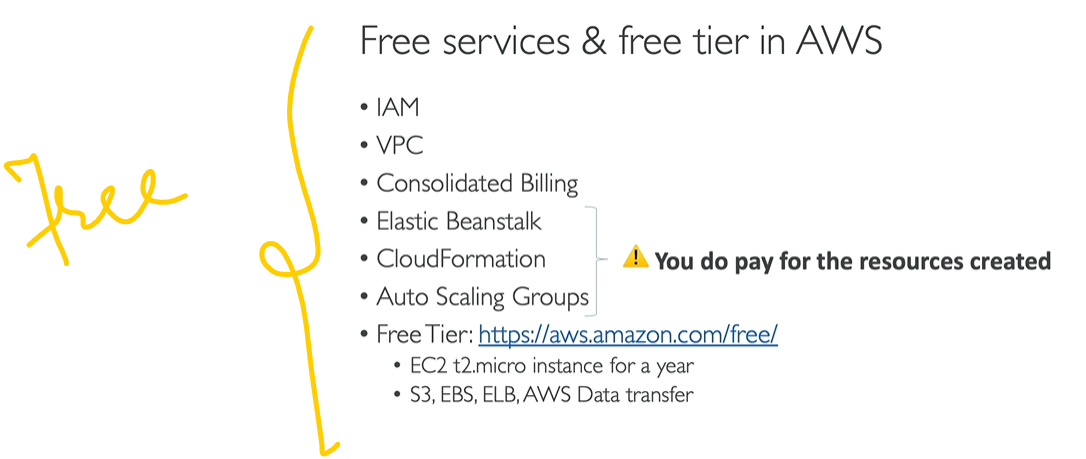 Free
Free services & free tier in AWS
• IAM
• VPC
• Consolidated Billing
• Elastic Beanstalk
• CloudFormation
• Auto Scaling Groups
⚠ You do pay for the resources created
• Free Tier: https://aws.amazon.com/free/
• EC2 t2.micro instance for a year
• S3, EBS, ELB, AWS Data transfer